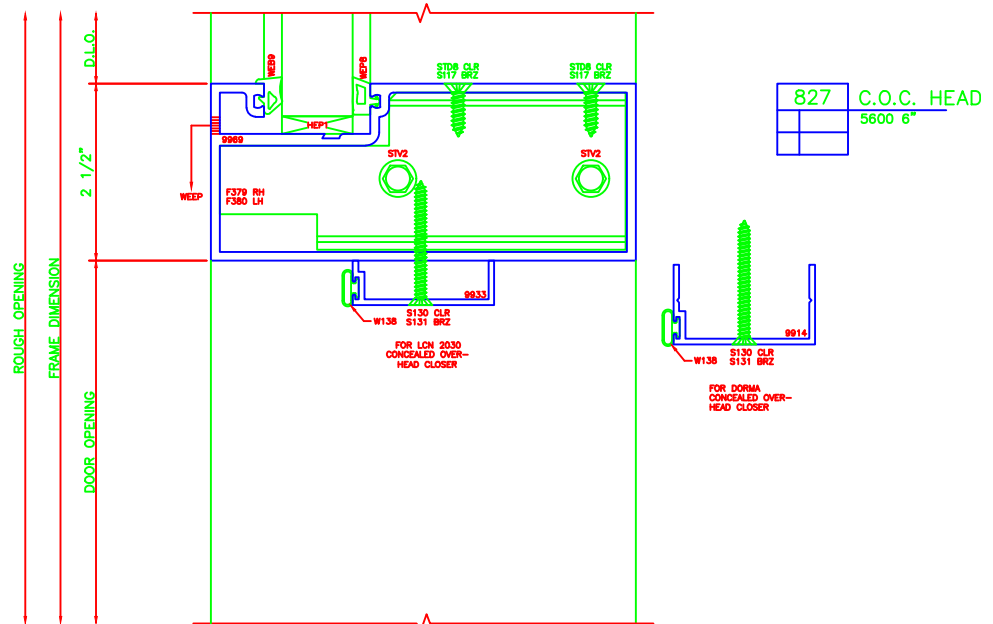 D.L.O.
WEB9
WEP8
STD8 CLR
S117 BRZ
STD8 CLR
S117 BRZ
827
C.O.C. HEAD
5600 6"
HEP1
9969
2 1/2"
STV2
STV2
WEEP
F379 RH
F380 LH
ROUGH OPENING
FRAME DIMENSION
DOOR OPENING
9933
W138
S130 CLR
S131 BRZ
FOR LCN 2030
CONCEALED OVER-
HEAD CLOSER
9914
W138
S130 CLR
S131 BRZ
FOR DORMA
CONCEALED OVER-
HEAD CLOSER